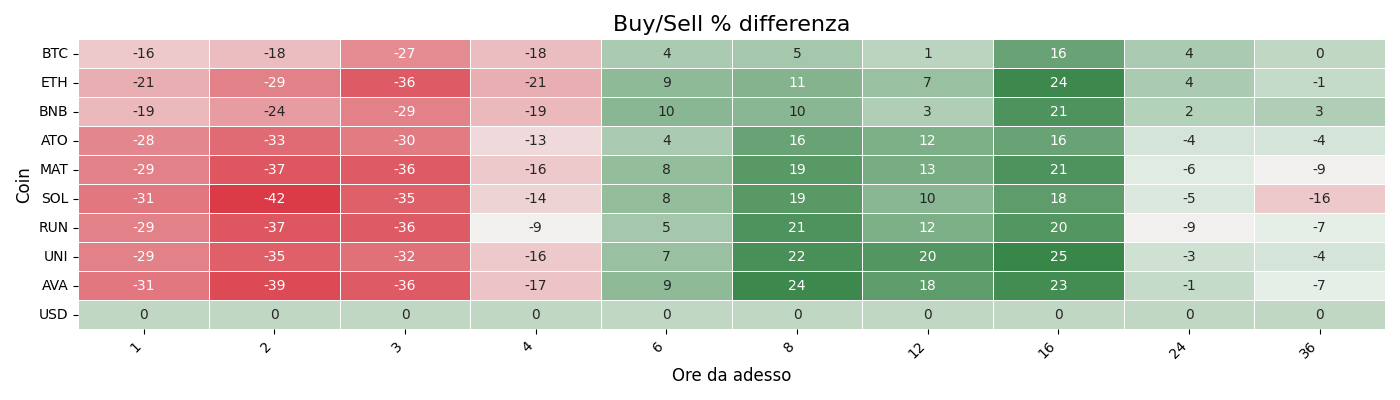 Buy/Sell % differenza
BTC -16 -18 -27 -18 4 5 1 16 4 0
ETH -21 -29 -36 -21 9 11 7 24 4 -1
BNB -19 -24 -29 -19 10 10 3 21 2 3
ATO -28 -33 -30 -13 4 16 12 16 -4 -4
MAT -29 -37 -36 -16 8 19 13 21 -6 -9
SOL -31 -42 -35 -14 8 19 10 18 -5 -16
RUN -29 -37 -36 -9 5 21 12 20 -9 -7
UNI -29 -35 -32 -16 7 22 20 25 -3 -4
AVA -31 -39 -36 -17 9 24 18 23 -1 -7
USD 0 0 0 0 0 0 0 0 0 0
Coin
1 2 3 4 6 8 12 16 24 36
Ore da adesso